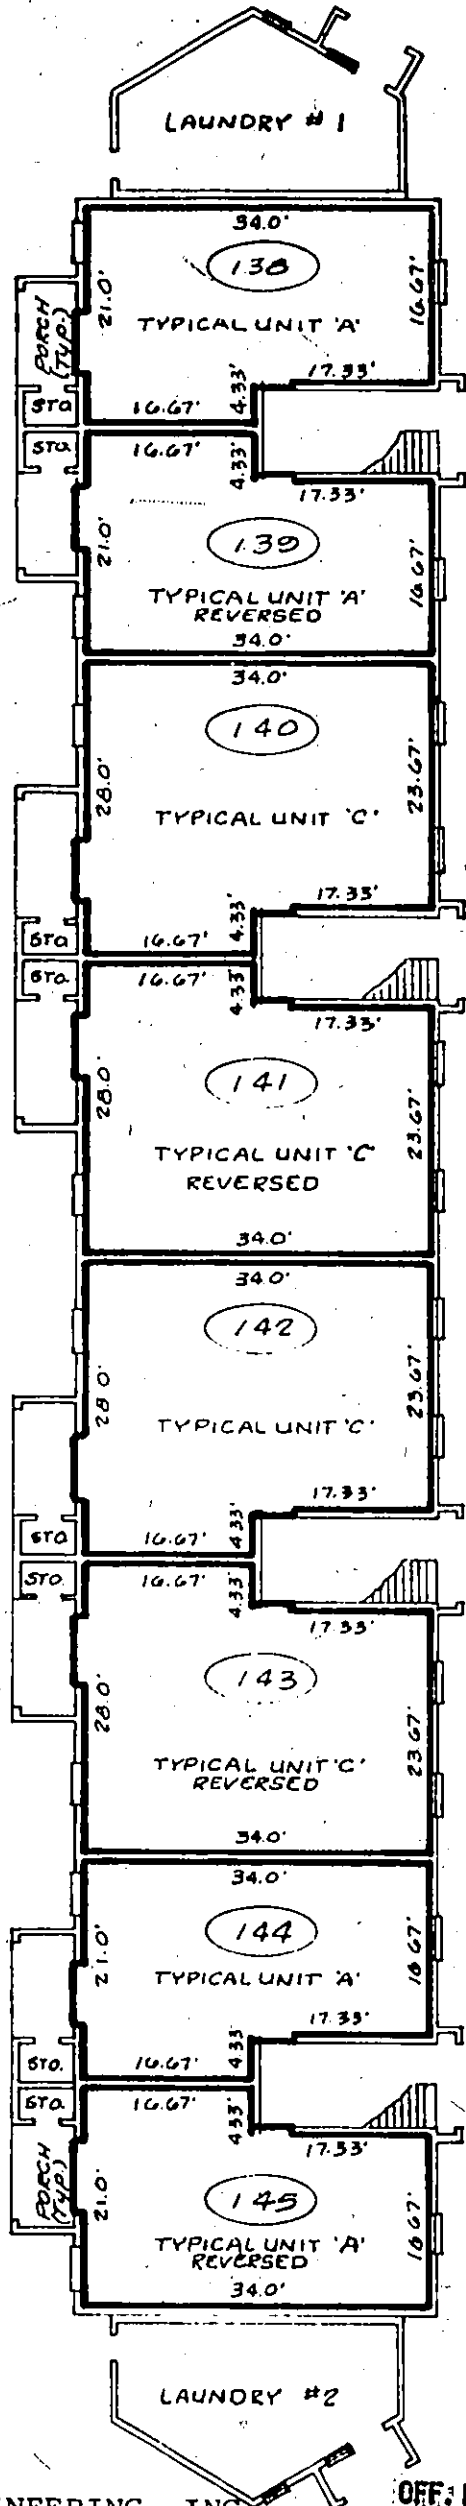 LAUNDRY #1
34.0'
138
21.0'
16.67'
PORCH
(TYP.)
TYPICAL UNIT 'A'
17.33'
STO
16.67'
4.33'
STO.
16.67'
4.33'
17.33'
139
21.0'
16.67'
TYPICAL UNIT 'A'
REVERSED
34.0'
34.0'
140
28.0'
23.67'
TYPICAL UNIT 'C'
17.33'
4.33'
STO
16.67'
STO.
16.67'
4.33'
17.33'
141
28.0'
23.67'
TYPICAL UNIT 'C'
REVERSED
34.0'
34.0'
142
28.0'
23.67'
TYPICAL UNIT 'C'
17.33'
STO
16.67'
4.33'
STO.
16.67'
4.33'
17.33'
143
28.0'
23.67'
TYPICAL UNIT 'C'
REVERSED
34.0'
34.0'
144
21.0'
16.67'
TYPICAL UNIT 'A'
17.33'
STO.
16.67'
4.33'
STO.
16.67'
4.33'
17.33'
PORCH
(TYP.)
21.0'
145
16.67'
TYPICAL UNIT 'A'
REVERSED
34.0'
LAUNDRY #2
OFF.